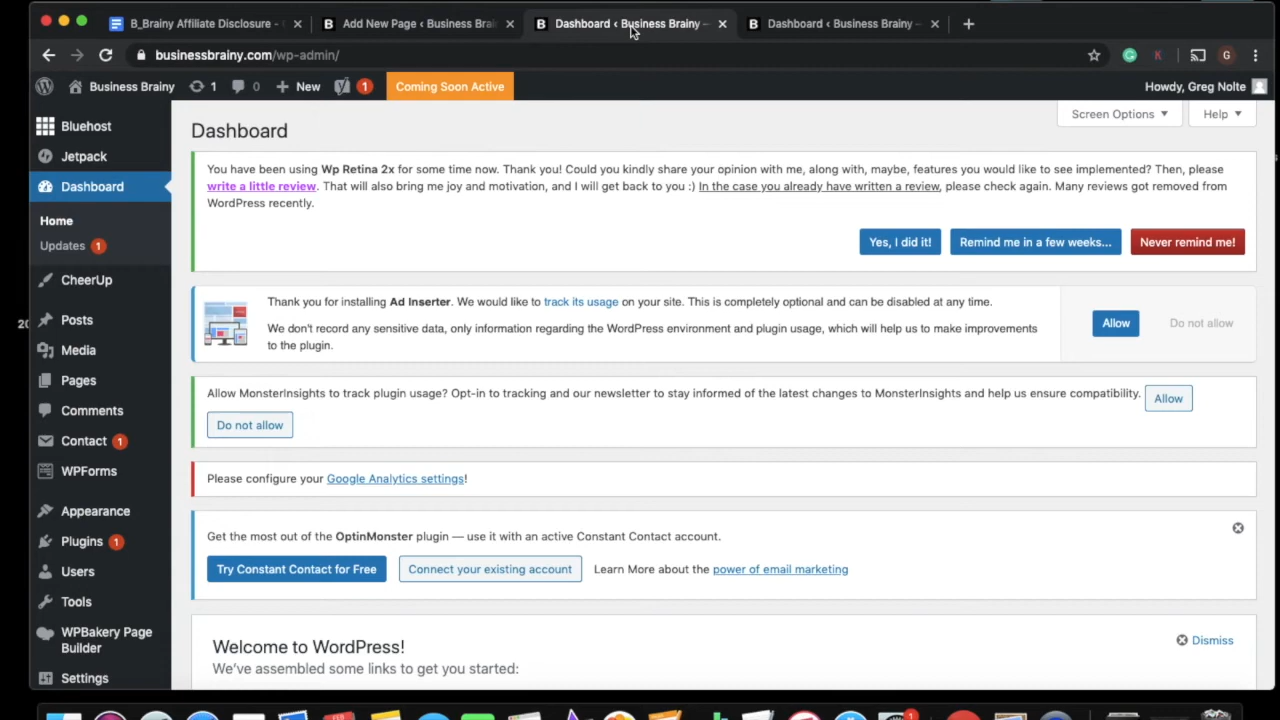 B_Brainy Affiliate Disclosure -
Add New Page ‹ Business Brai
Dashboard ‹ Business Brainy –
Dashboard ‹ Business Brainy –
businessbrainy.com/wp-admin/
G
Business Brainy
1
0
New
1
Coming Soon Active
Howdy, Greg Nolte
Bluehost
Jetpack
Dashboard
Home
Updates 1
CheerUp
Posts
Media
Pages
Comments
Contact 1
WPForms
Appearance
Plugins 1
Users
Tools
WPBakery Page
Builder
Settings
Screen Options
Help
Dashboard
You have been using Wp Retina 2x for some time now. Thank you! Could you kindly share your opinion with me, along with, maybe, features you would like to see implemented? Then, please
write a little review. That will also bring me joy and motivation, and I will get back to you :) In the case you already have written a review, please check again. Many reviews got removed from
WordPress recently.
Yes, I did it!
Remind me in a few weeks...
Never remind me!
Thank you for installing Ad Inserter. We would like to track its usage on your site. This is completely optional and can be disabled at any time.
We don't record any sensitive data, only information regarding the WordPress environment and plugin usage, which will help us to make improvements
to the plugin.
Allow
Do not allow
Allow MonsterInsights to track plugin usage? Opt-in to tracking and our newsletter to stay informed of the latest changes to MonsterInsights and help us ensure compatibility.
Allow
Do not allow
Please configure your Google Analytics settings!
Get the most out of the OptinMonster plugin — use it with an active Constant Contact account.
Try Constant Contact for Free
Connect your existing account
Learn More about the power of email marketing
Welcome to WordPress!
Dismiss
We've assembled some links to get you started: